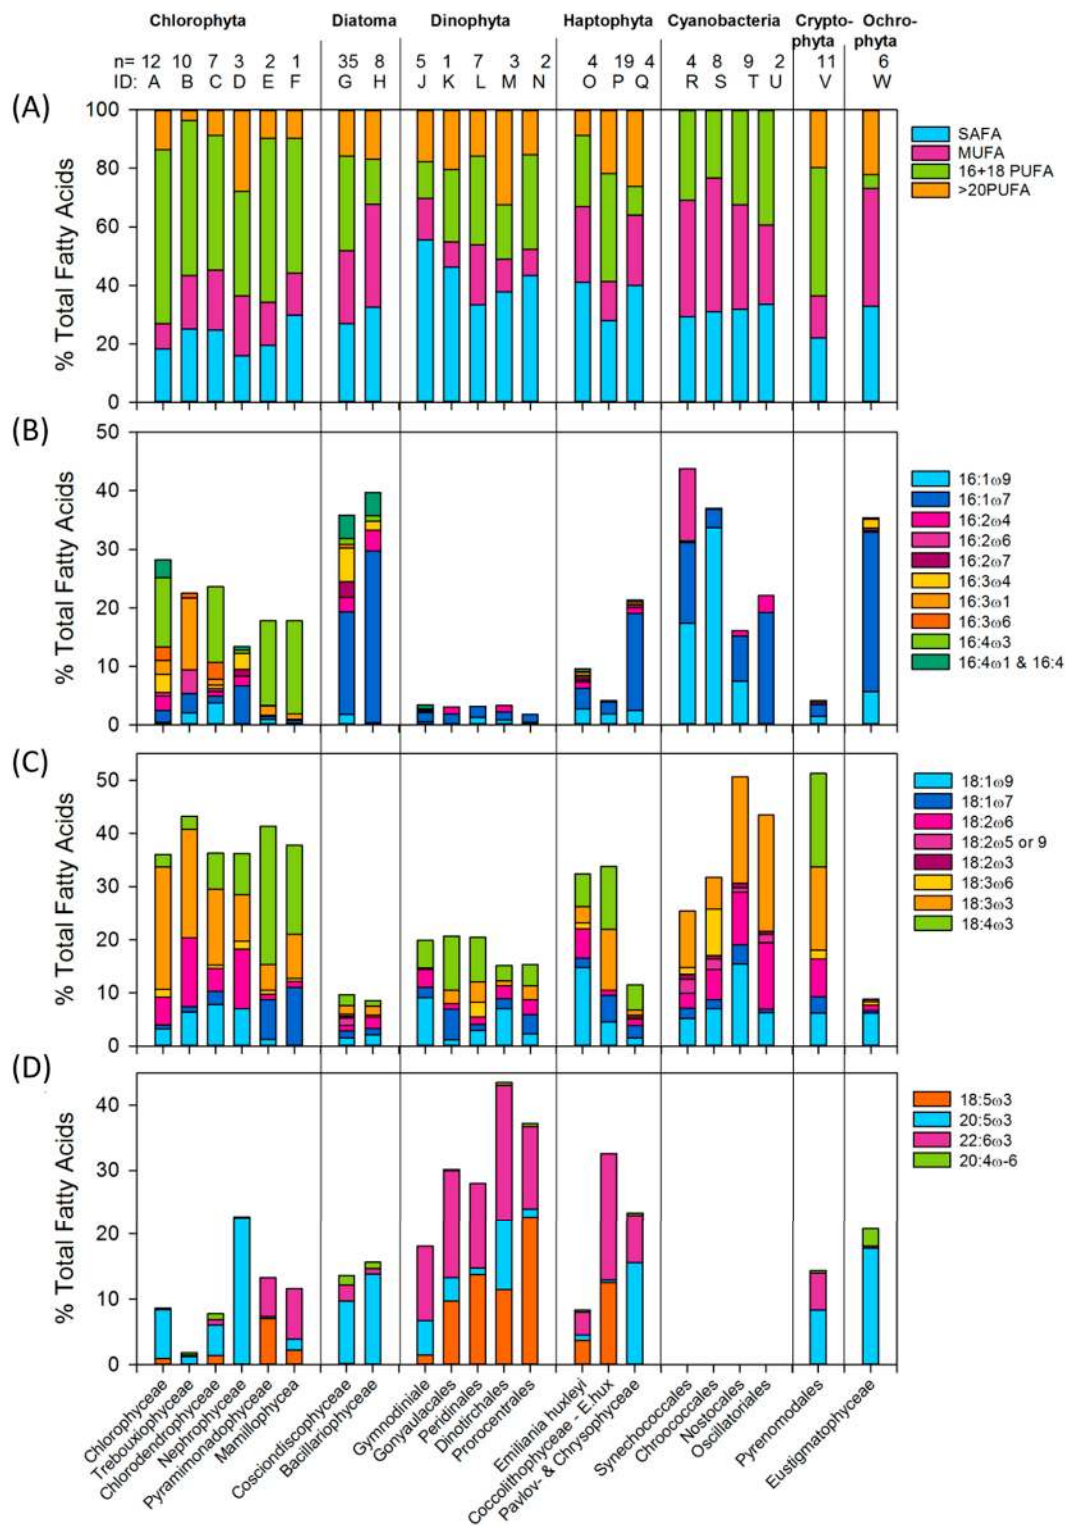 Chlorophyta Diatoma Dinophyta Haptophyta Cyanobacteria Crypto- Ochro-
phyta phyta
n= 12 10 7 3 2 1 35 8 5 1 7 3 2 4 19 4 4 8 9 2 11 6
ID: A B C D E F G H J K L M N O P Q R S T U V W
(A)
% Total Fatty Acids
100
80
60
40
20
0
SAFA
MUFA
16+18 PUFA
>20PUFA
(B)
% Total Fatty Acids
50
40
30
20
10
0
16:1ω9
16:1ω7
16:2ω4
16:2ω6
16:2ω7
16:3ω4
16:3ω1
16:3ω6
16:4ω3
16:4ω1 & 16:4
(C)
% Total Fatty Acids
50
40
30
20
10
0
18:1ω9
18:1ω7
18:2ω6
18:2ω5 or 9
18:2ω3
18:3ω6
18:3ω3
18:4ω3
(D)
% Total Fatty Acids
40
30
20
10
0
18:5ω3
20:5ω3
22:6ω3
20:4ω-6
Chlorophyceae
Trebouxiophyceae
Chlorodendrphyceae
Nephrophyceae
Pyramimonadophyceae
Mamillophycea
Cosciondiscophyceae
Bacillariophyceae
Gymnodiniale
Gonyaulacales
Peridinales
Dinotirchales
Prorocentrales
Emiliania huxleyi
Coccolithophyceae - E.hux
Pavlov- & Chrysophyceae
Synechococcales
Chroococcales
Nostocales
Oscillatoriales
Pyrenomodales
Eustigmatophyceae